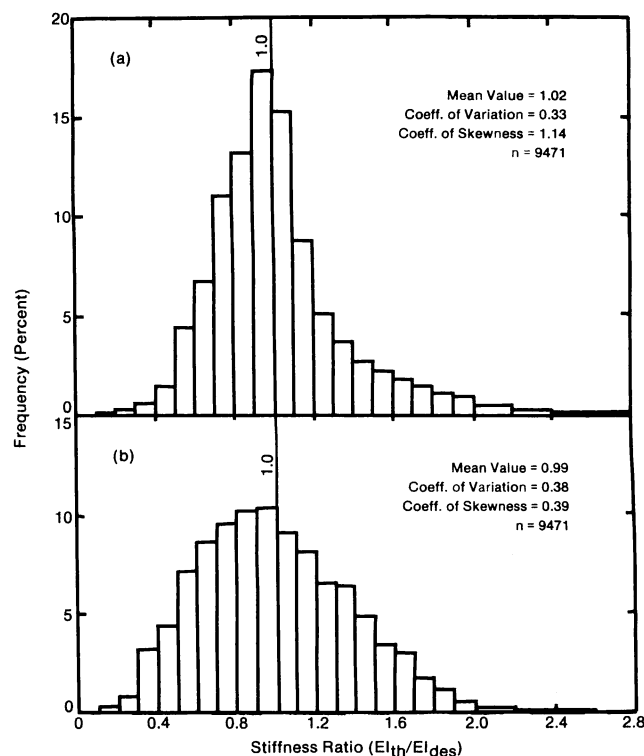 20
(a)
1.0
Mean Value = 1.02
Coeff. of Variation = 0.33
Coeff. of Skewness = 1.14
n = 9471
15
10
5
0
Frequency (Percent)
15
(b)
1.0
Mean Value = 0.99
Coeff. of Variation = 0.38
Coeff. of Skewness = 0.39
n = 9471
10
5
0
0 0.4 0.8 1.2 1.6 2.0 2.4 2.8
Stiffness Ratio (EIth/EIdes)